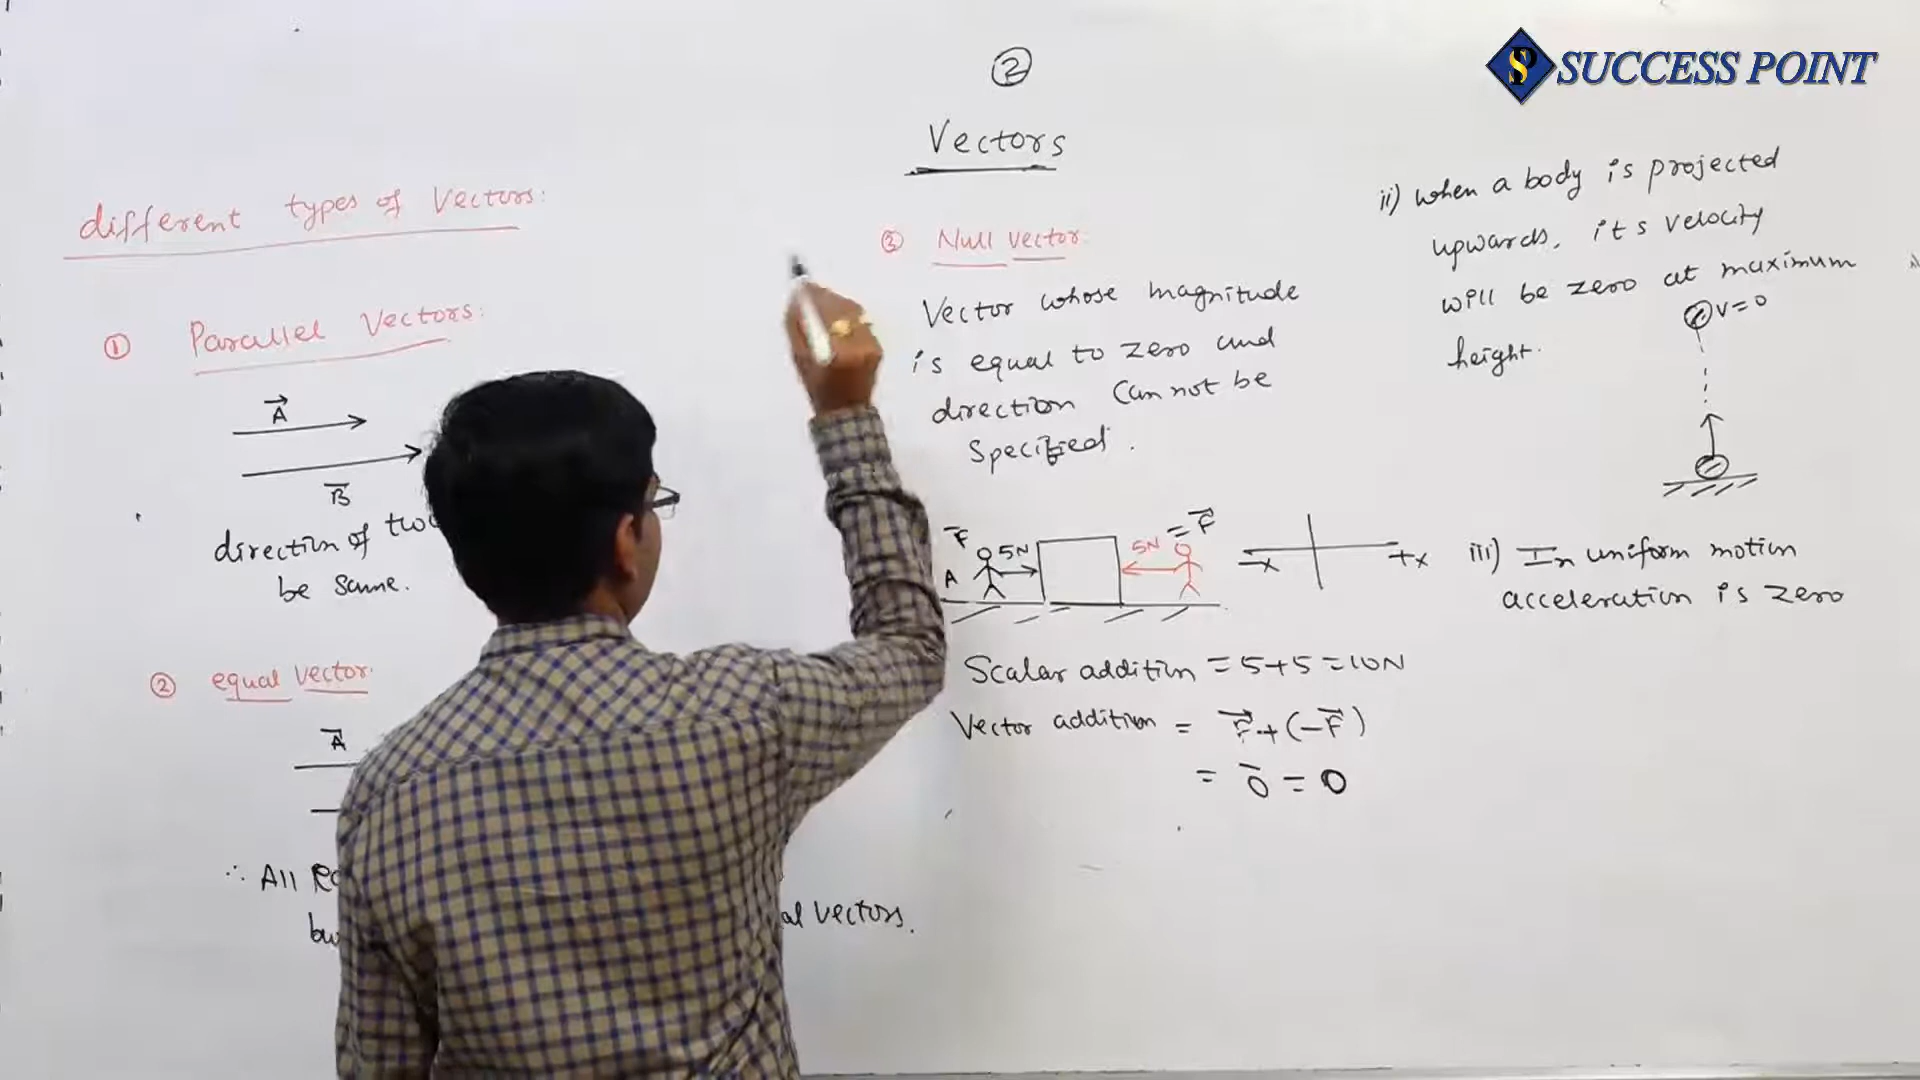 SUCCESS POINT
②
Vectors
different types of Vectors:
① Parallel Vectors:
A
B
direction of two
be same.
② equal vector.
A
∴ All
vectors.
③ Null vector:
Vector whose magnitude
is equal to zero and
direction Cannot be
Specified.
F 5N 5N = F
A
-x +x
Scalar addition = 5+5 = 10N
Vector addition = F + (-F)
= 0 = 0
ii) when a body is projected
upwards, its velocity
will be zero at maximum
height.
v=0
iii) In uniform motion
acceleration is zero